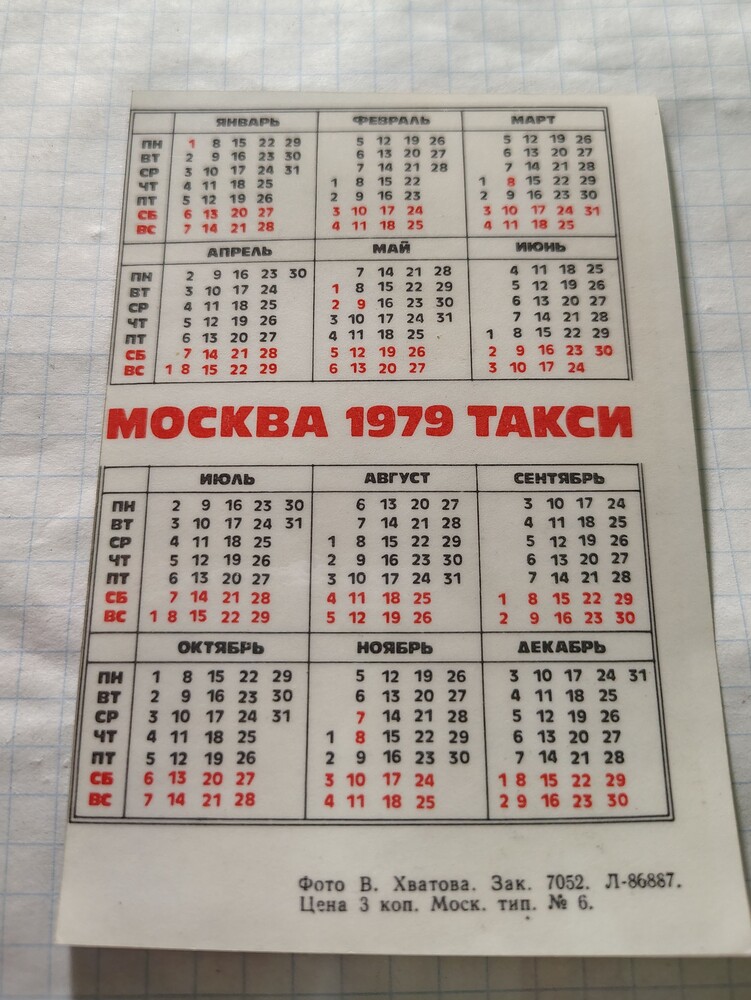 ЯНВАРЬ ФЕВРАЛЬ МАРТ
ПН 1 8 15 22 29 5 12 19 26 5 12 19 26
ВТ 2 9 16 23 30 6 13 20 27 6 13 20 27
СР 3 10 17 24 31 7 14 21 28 7 14 21 28
ЧТ 4 11 18 25 1 8 15 22 1 8 15 22 29
ПТ 5 12 19 26 2 9 16 23 2 9 16 23 30
СБ 6 13 20 27 3 10 17 24 3 10 17 24 31
ВС 7 14 21 28 4 11 18 25 4 11 18 25
АПРЕЛЬ МАЙ ИЮНЬ
ПН 2 9 16 23 30 7 14 21 28 4 11 18 25
ВТ 3 10 17 24 1 8 15 22 29 5 12 19 26
СР 4 11 18 25 2 9 16 23 30 6 13 20 27
ЧТ 5 12 19 26 3 10 17 24 31 7 14 21 28
ПТ 6 13 20 27 4 11 18 25 1 8 15 22 29
СБ 7 14 21 28 5 12 19 26 2 9 16 23 30
ВС 1 8 15 22 29 6 13 20 27 3 10 17 24
МОСКВА 1979 ТАКСИ
ИЮЛЬ АВГУСТ СЕНТЯБРЬ
ПН 2 9 16 23 30 6 13 20 27 3 10 17 24
ВТ 3 10 17 24 31 7 14 21 28 4 11 18 25
СР 4 11 18 25 1 8 15 22 29 5 12 19 26
ЧТ 5 12 19 26 2 9 16 23 30 6 13 20 27
ПТ 6 13 20 27 3 10 17 24 31 7 14 21 28
СБ 7 14 21 28 4 11 18 25 1 8 15 22 29
ВС 1 8 15 22 29 5 12 19 26 2 9 16 23 30
ОКТЯБРЬ НОЯБРЬ ДЕКАБРЬ
ПН 1 8 15 22 29 5 12 19 26 3 10 17 24 31
ВТ 2 9 16 23 30 6 13 20 27 4 11 18 25
СР 3 10 17 24 31 7 14 21 28 5 12 19 26
ЧТ 4 11 18 25 1 8 15 22 29 6 13 20 27
ПТ 5 12 19 26 2 9 16 23 30 7 14 21 28
СБ 6 13 20 27 3 10 17 24 1 8 15 22 29
ВС 7 14 21 28 4 11 18 25 2 9 16 23 30
Фото В. Хватова. Зак. 7052. Л-86887.
Цена 3 коп. Моск. тип. № 6.